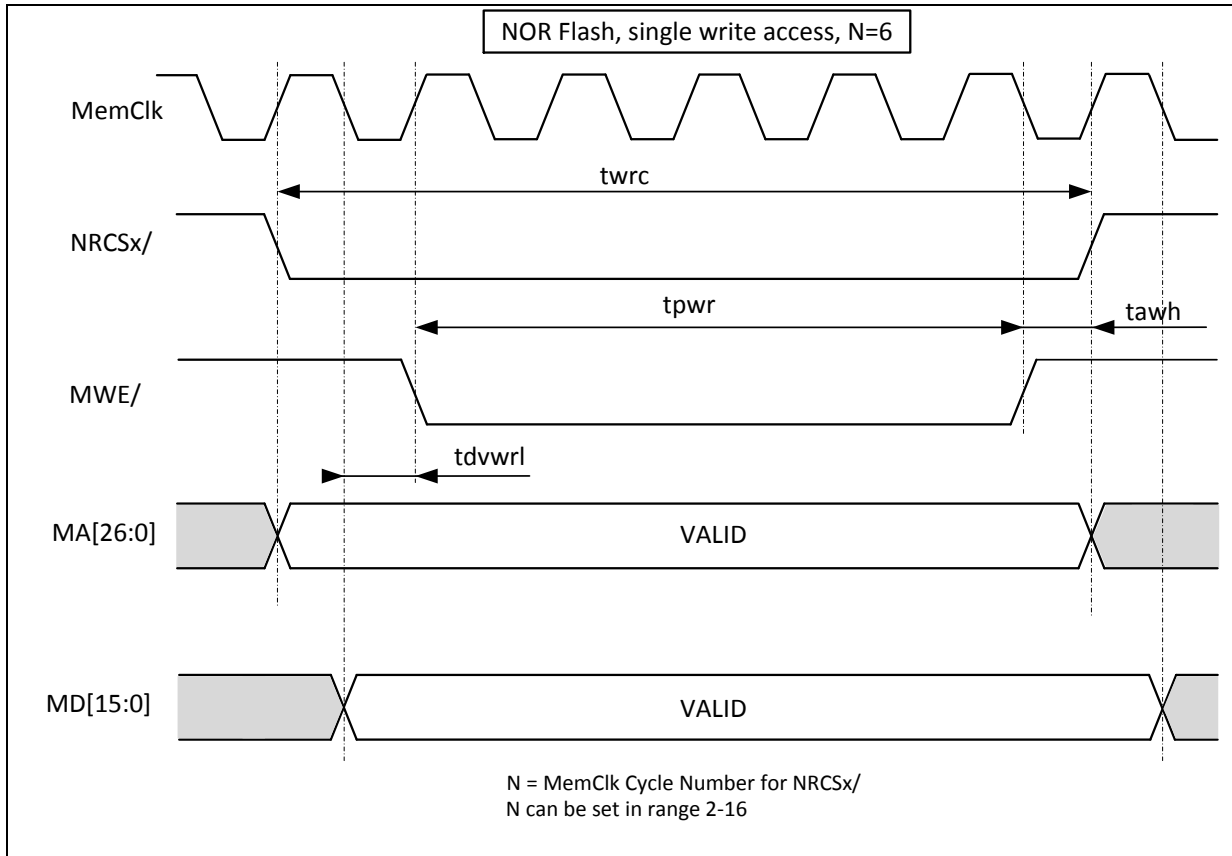 NOR Flash, single write access, N=6
MemClk
twrc
NRCSx/
tpwr
tawh
MWE/
tdvwrl
MA[26:0]
VALID
MD[15:0]
VALID
N = MemClk Cycle Number for NRCSx/
N can be set in range 2-16